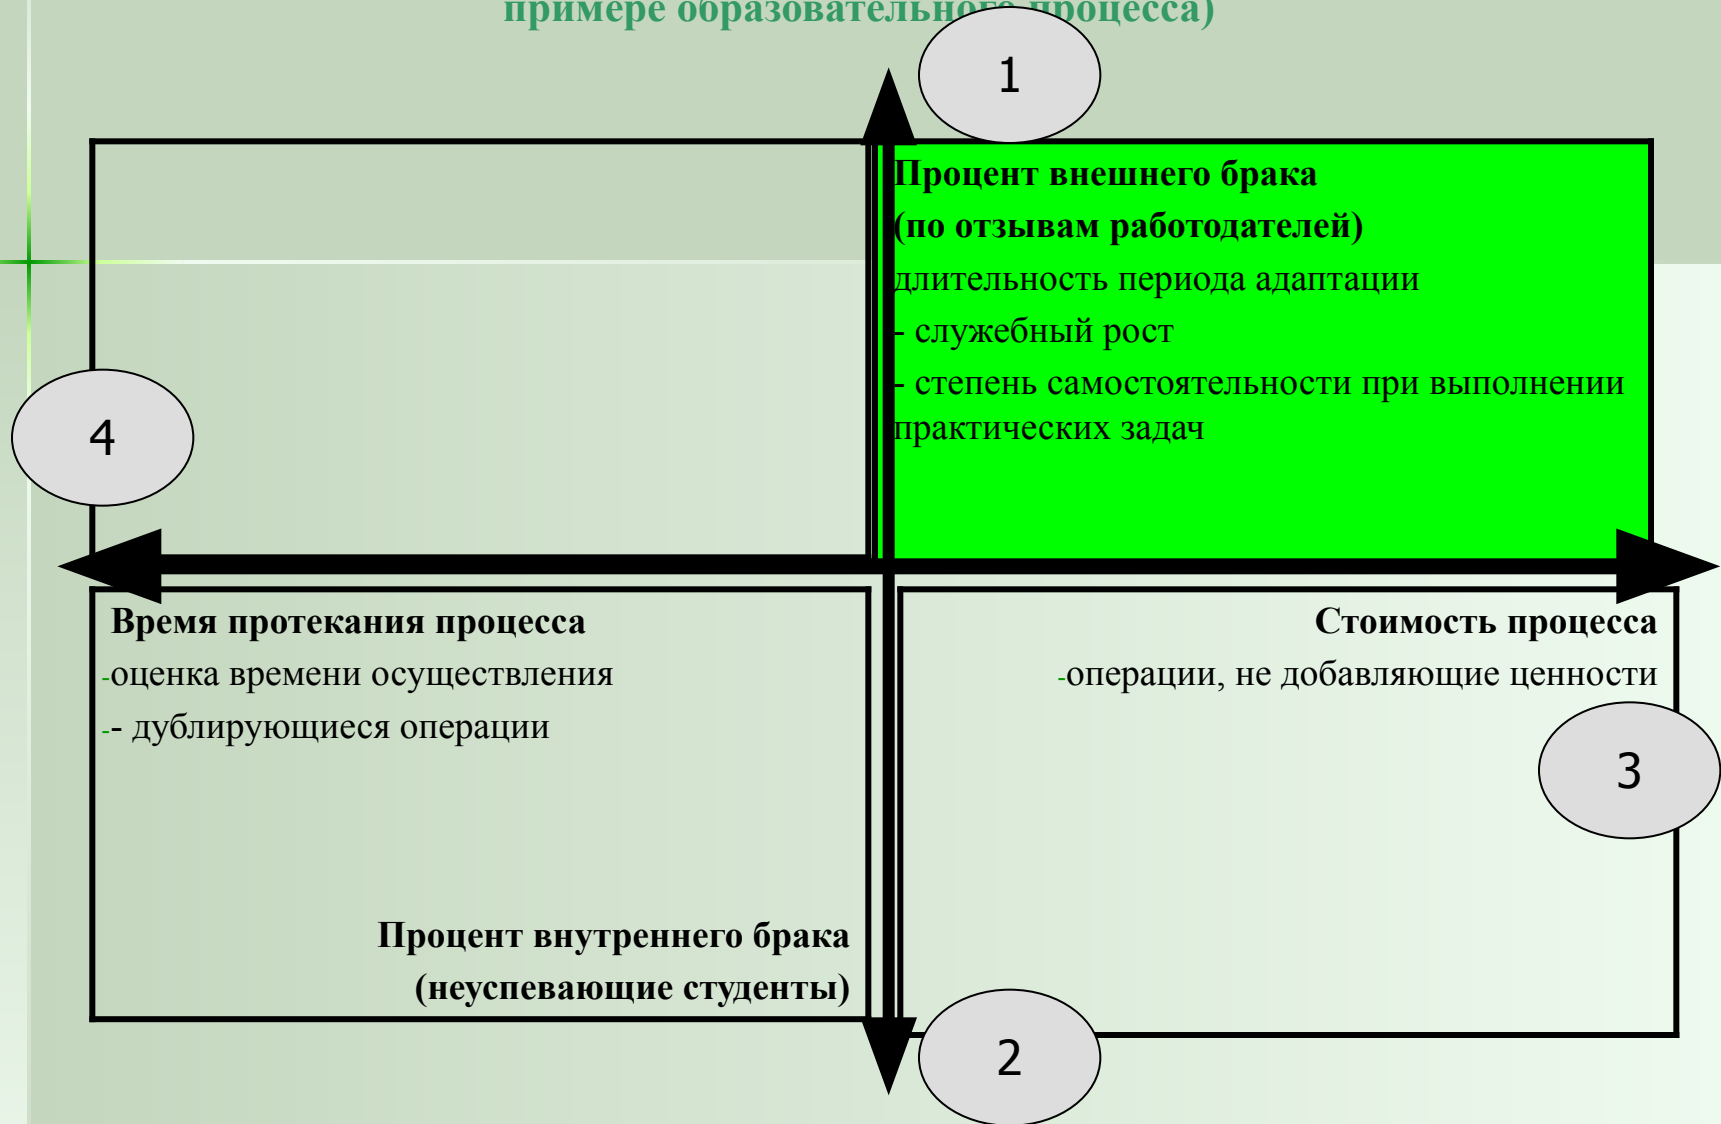 примере образовательного процесса)
1
Процент внешнего брака
(по отзывам работодателей)
длительность периода адаптации
- служебный рост
- степень самостоятельности при выполнении
практических задач
4
Время протекания процесса
-оценка времени осуществления
-- дублирующиеся операции
Процент внутреннего брака
(неуспевающие студенты)
Стоимость процесса
-операции, не добавляющие ценности
3
2